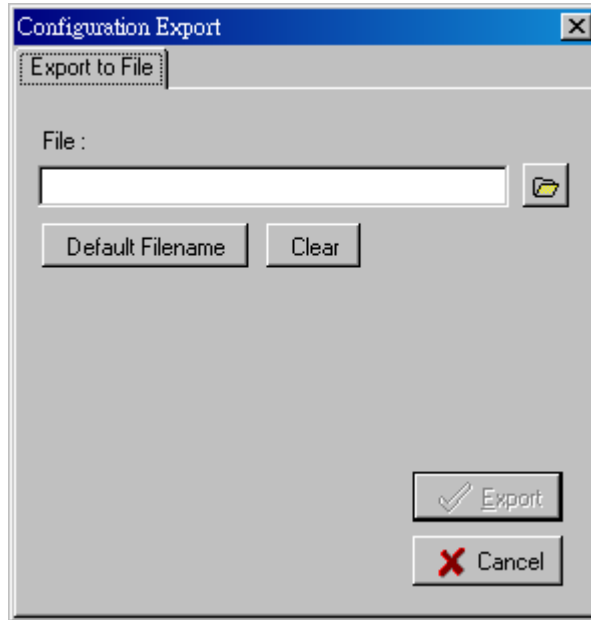 Configuration Export
Export to File
File :
Default Filename Clear
Export
Cancel